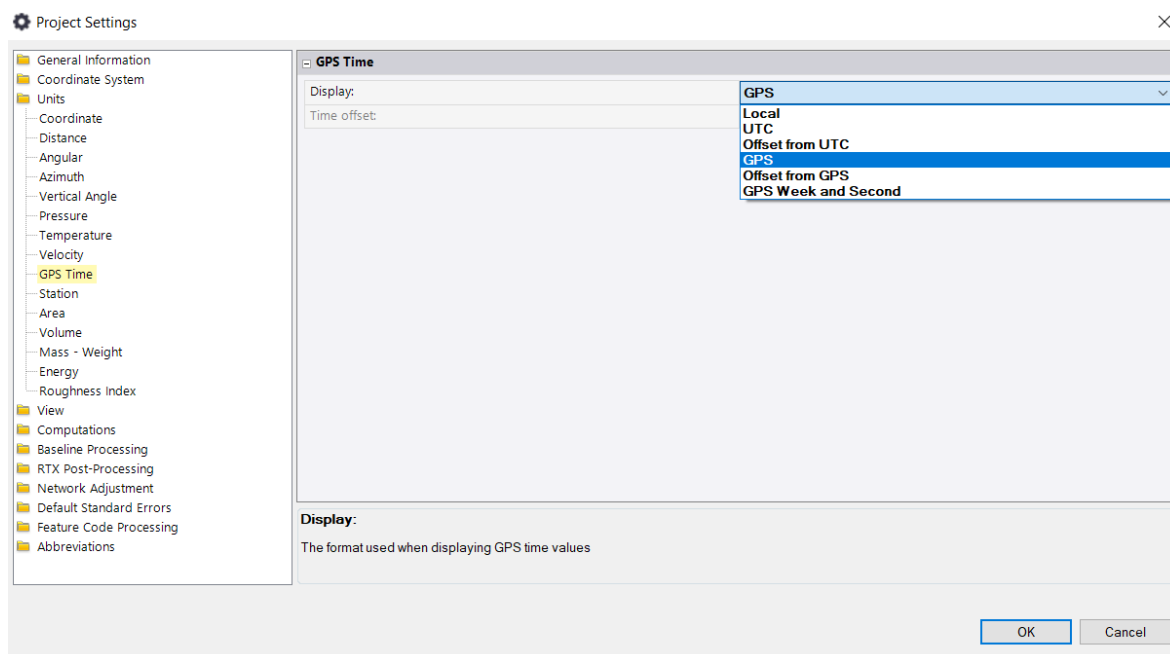 Project Settings
General Information
Coordinate System
Units
Coordinate
Distance
Angular
Azimuth
Vertical Angle
Pressure
Temperature
Velocity
GPS Time
Station
Area
Volume
Mass - Weight
Energy
Roughness Index
View
Computations
Baseline Processing
RTX Post-Processing
Network Adjustment
Default Standard Errors
Feature Code Processing
Abbreviations
GPS Time
Display: GPS
Time offset:
Local
UTC
Offset from UTC
GPS
Offset from GPS
GPS Week and Second
Display:
The format used when displaying GPS time values
OK Cancel